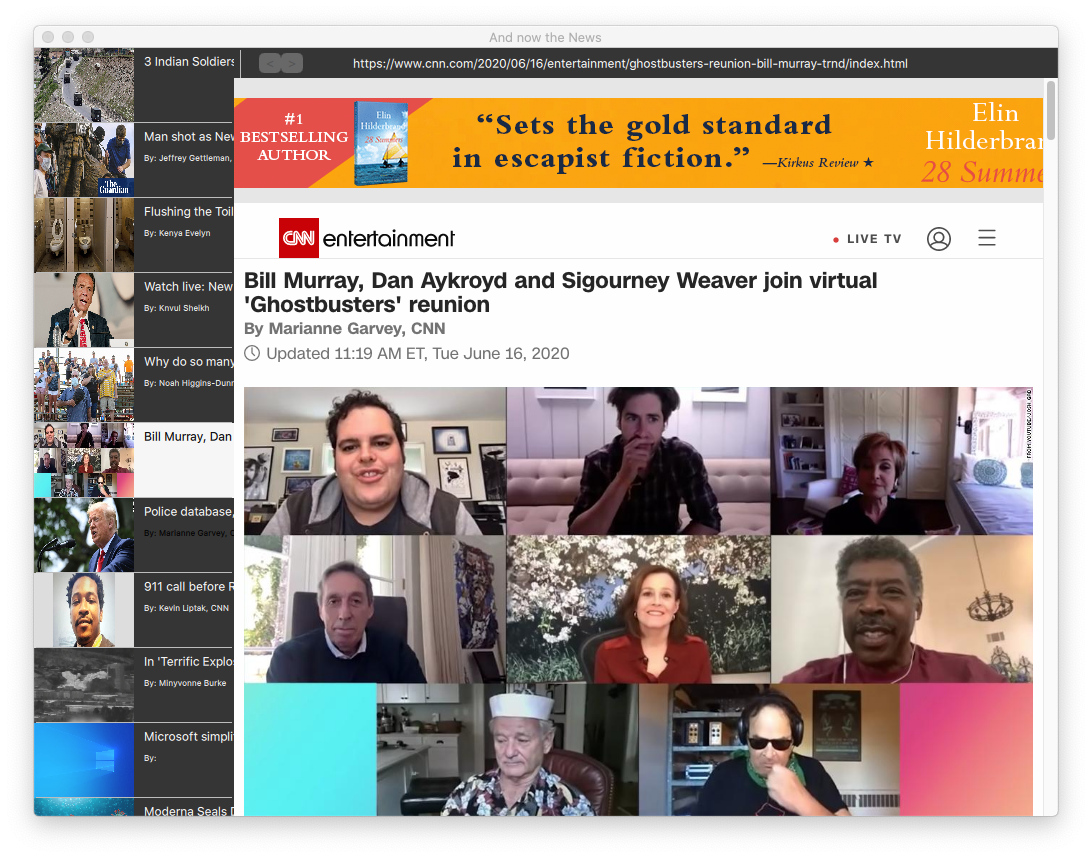 And now the News
3 Indian Soldiers
< >
https://www.cnn.com/2020/06/16/entertainment/ghostbusters-reunion-bill-murray-trnd/index.html
Man shot as New
By: Jeffrey Gettleman,
The Guardian
Flushing the Toil
By: Kenya Evelyn
Watch live: New
By: Knvul Sheikh
Why do so many
By: Noah Higgins-Dunn
Bill Murray, Dan
Police database,
By: Marianne Garvey, C
911 call before R
By: Kevin Liptak, CNN
In 'Terrific Explos
By: Minyvonne Burke
Microsoft simpli
By:
Moderna Seals D
#1
BESTSELLING
AUTHOR
Elin
Hilderbrand
28 Summers
“Sets the gold standard
in escapist fiction.” —Kirkus Review ★
Elin
Hilderbran
28 Summe
CNN entertainment
LIVE TV
Bill Murray, Dan Aykroyd and Sigourney Weaver join virtual
'Ghostbusters' reunion
By Marianne Garvey, CNN
Updated 11:19 AM ET, Tue June 16, 2020
FROM YOUTUBE/JOSH GAD